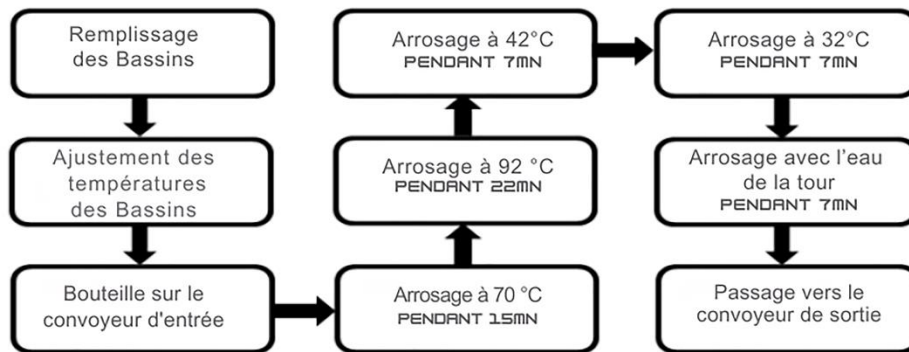 Remplissage
des Bassins
Ajustement des
températures
des Bassins
Bouteille sur le
convoyeur d'entrée
Arrosage à 70 °C
PENDANT 15MN
Arrosage à 92 °C
PENDANT 22MN
Arrosage à 42°C
PENDANT 7MN
Arrosage à 32°C
PENDANT 7MN
Arrosage avec l'eau
de la tour
PENDANT 7MN
Passage vers le
convoyeur de sortie